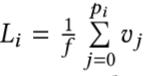 L_i = \frac{1}{f} \sum_{j=0}^{p_i} v_j